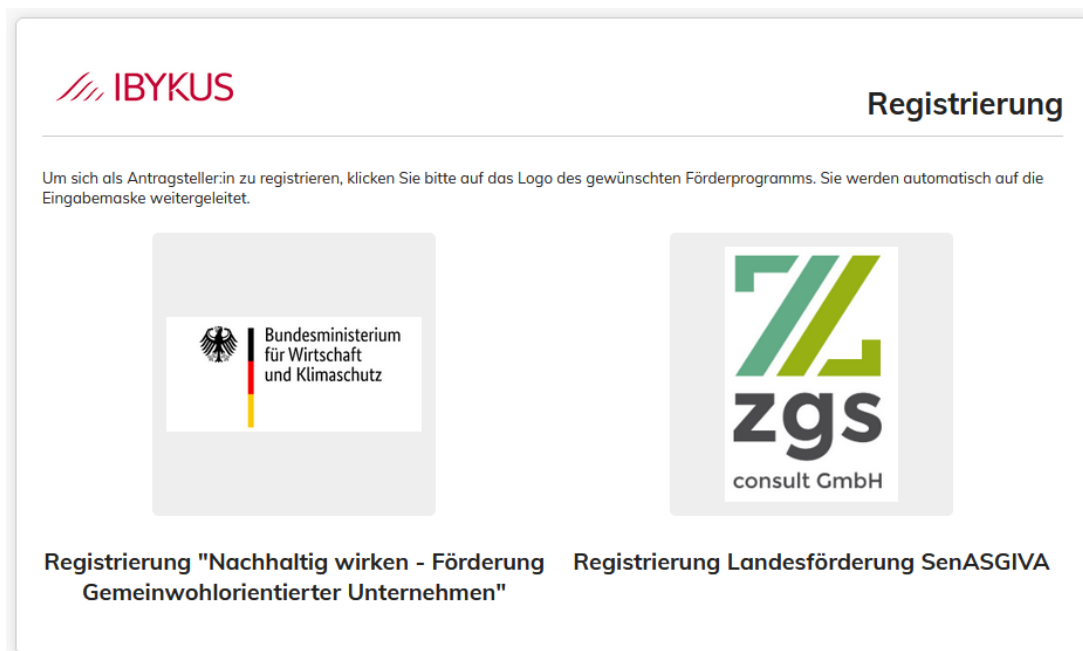 IBYKUS
Registrierung
Um sich als Antragsteller:in zu registrieren, klicken Sie bitte auf das Logo des gewünschten Förderprogramms. Sie werden automatisch auf die
Eingabemaske weitergeleitet.
Bundesministerium
für Wirtschaft
und Klimaschutz
zgs
consult GmbH
Registrierung "Nachhaltig wirken - Förderung
Gemeinwohlorientierter Unternehmen"
Registrierung Landesförderung SenASGIVA